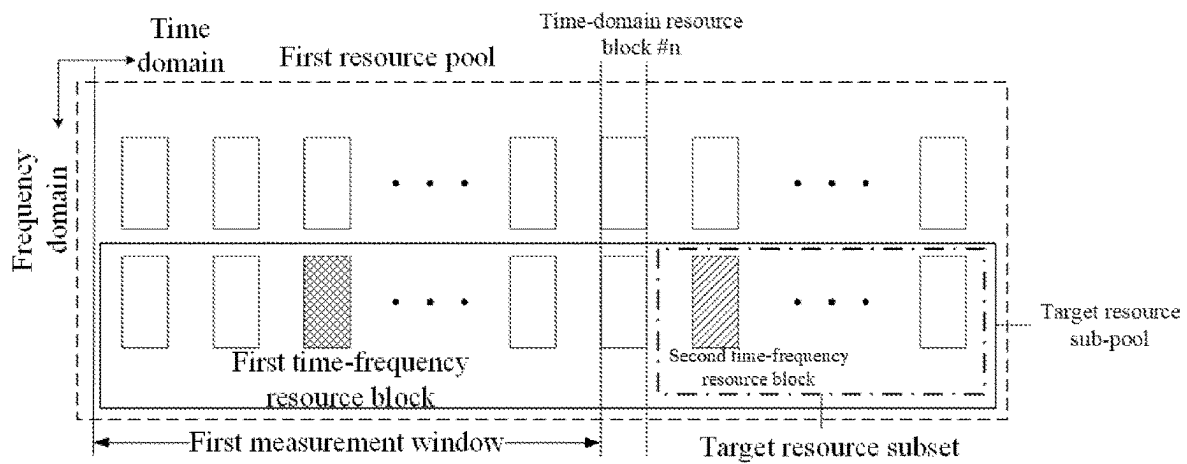 Time
domain
First resource pool
Time-domain resource
block #n
Frequency
domain
First time-frequency
resource block
Second time-frequency
resource block
Target resource
sub-pool
First measurement window
Target resource subset